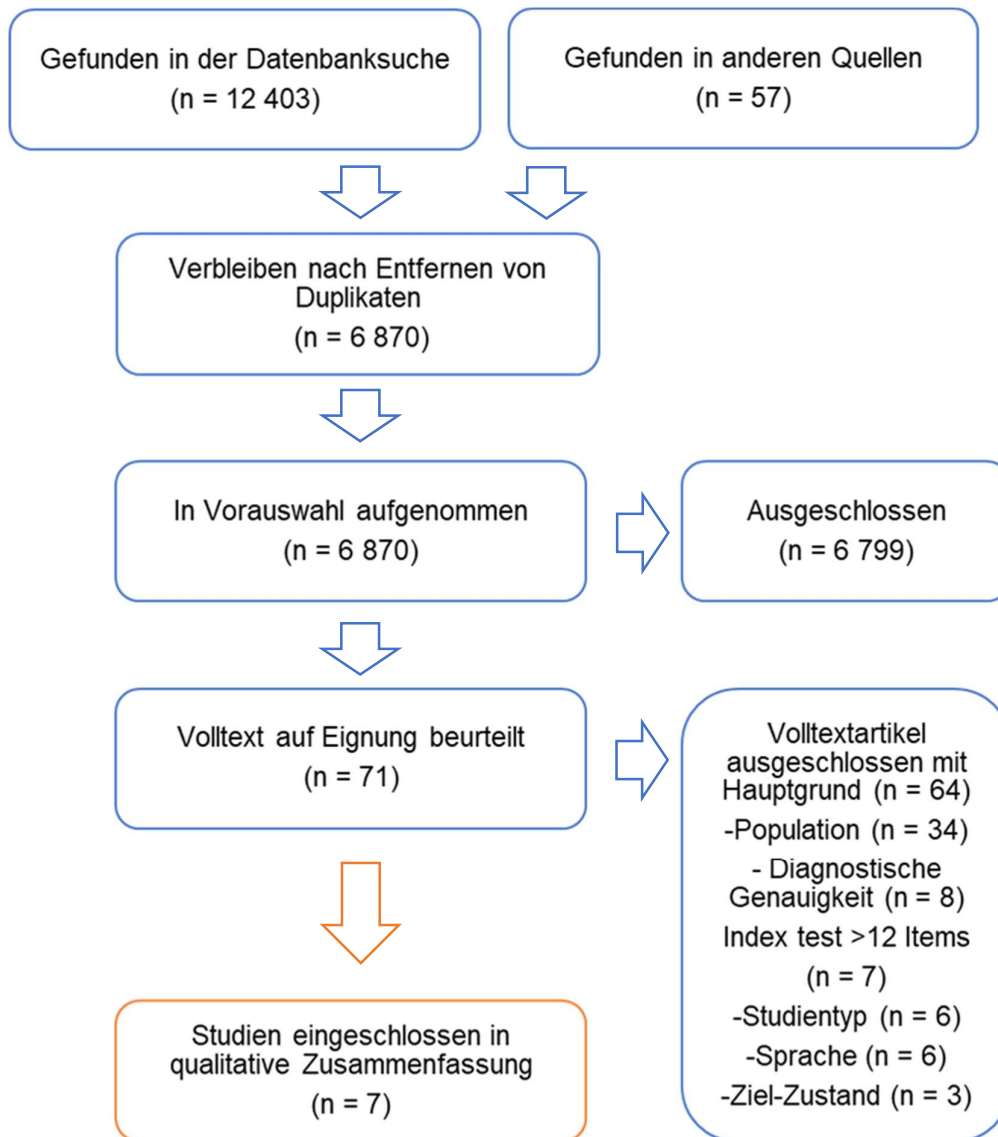 Gefunden in der Datenbanksuche
(n = 12 403)
Gefunden in anderen Quellen
(n = 57)
Verbleiben nach Entfernen von
Duplikaten
(n = 6 870)
In Vorauswahl aufgenommen
(n = 6 870)
Ausgeschlossen
(n = 6 799)
Volltext auf Eignung beurteilt
(n = 71)
Volltextartikel
ausgeschlossen mit
Hauptgrund (n = 64)
-Population (n = 34)
- Diagnostische
Genauigkeit (n = 8)
Index test >12 Items
(n = 7)
-Studientyp (n = 6)
-Sprache (n = 6)
-Ziel-Zustand (n = 3)
Studien eingeschlossen in
qualitative Zusammenfassung
(n = 7)